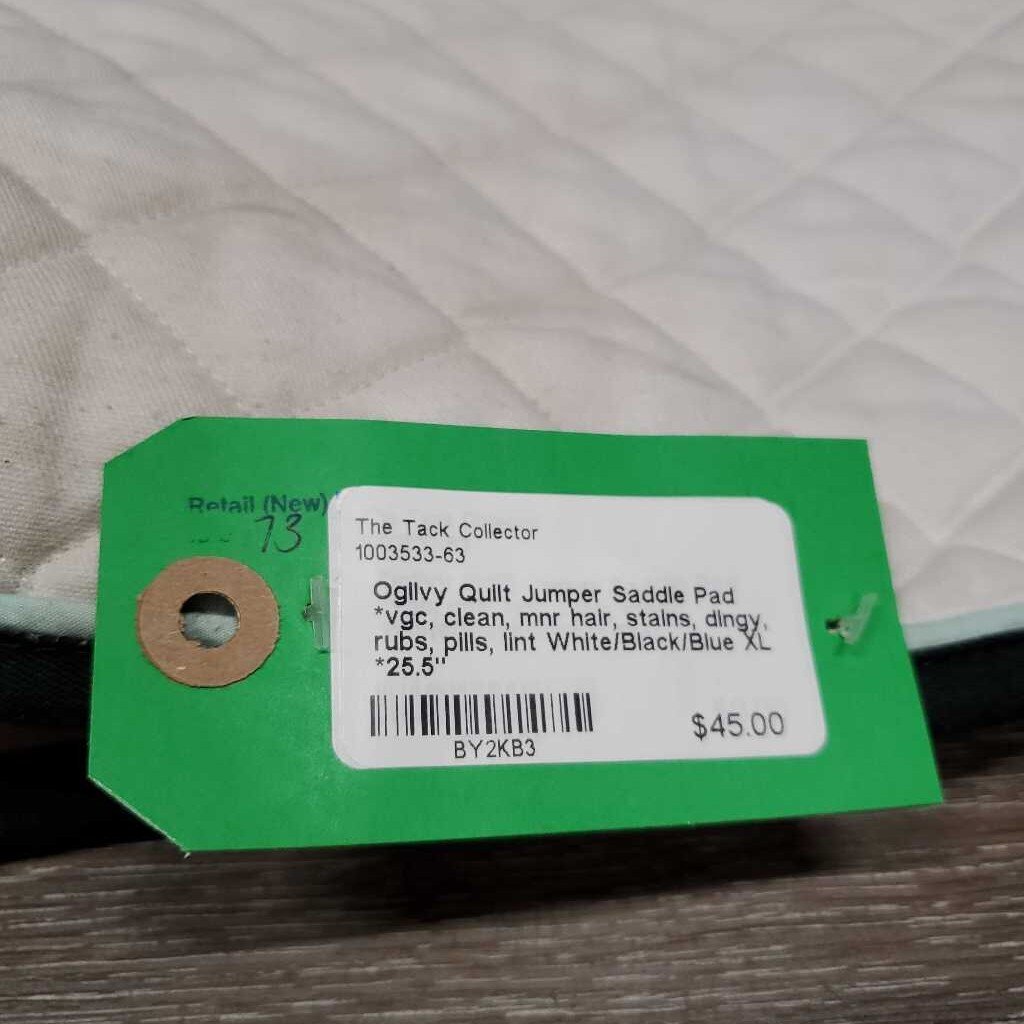 Retail (New)
73
The Tack Collector
1003533-63
Ogilvy Quilt Jumper Saddle Pad
*vgc, clean, mnr hair, stains, dingy,
rubs, pills, lint White/Black/Blue XL
*25.5"
BY2KB3
$45.00